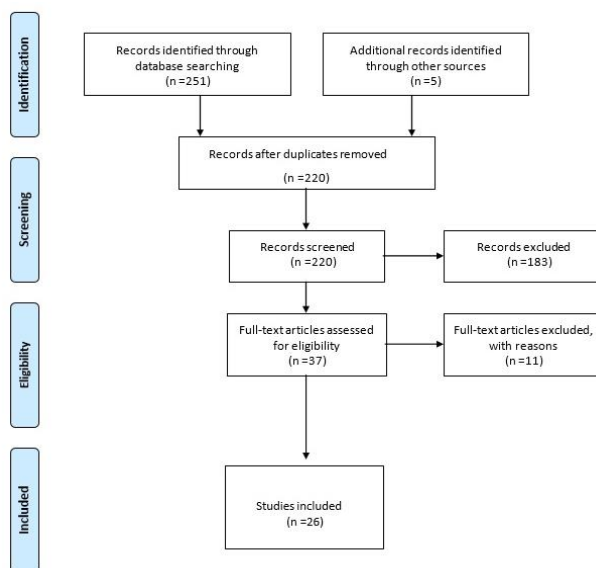 Identification
Records identified through
database searching
(n =251)
Additional records identified
through other sources
(n =5)
Records after duplicates removed
(n =220)
Screening
Records screened
(n =220)
Records excluded
(n =183)
Eligibility
Full-text articles assessed
for eligibility
(n =37)
Full-text articles excluded,
with reasons
(n =11)
Included
Studies included
(n =26)